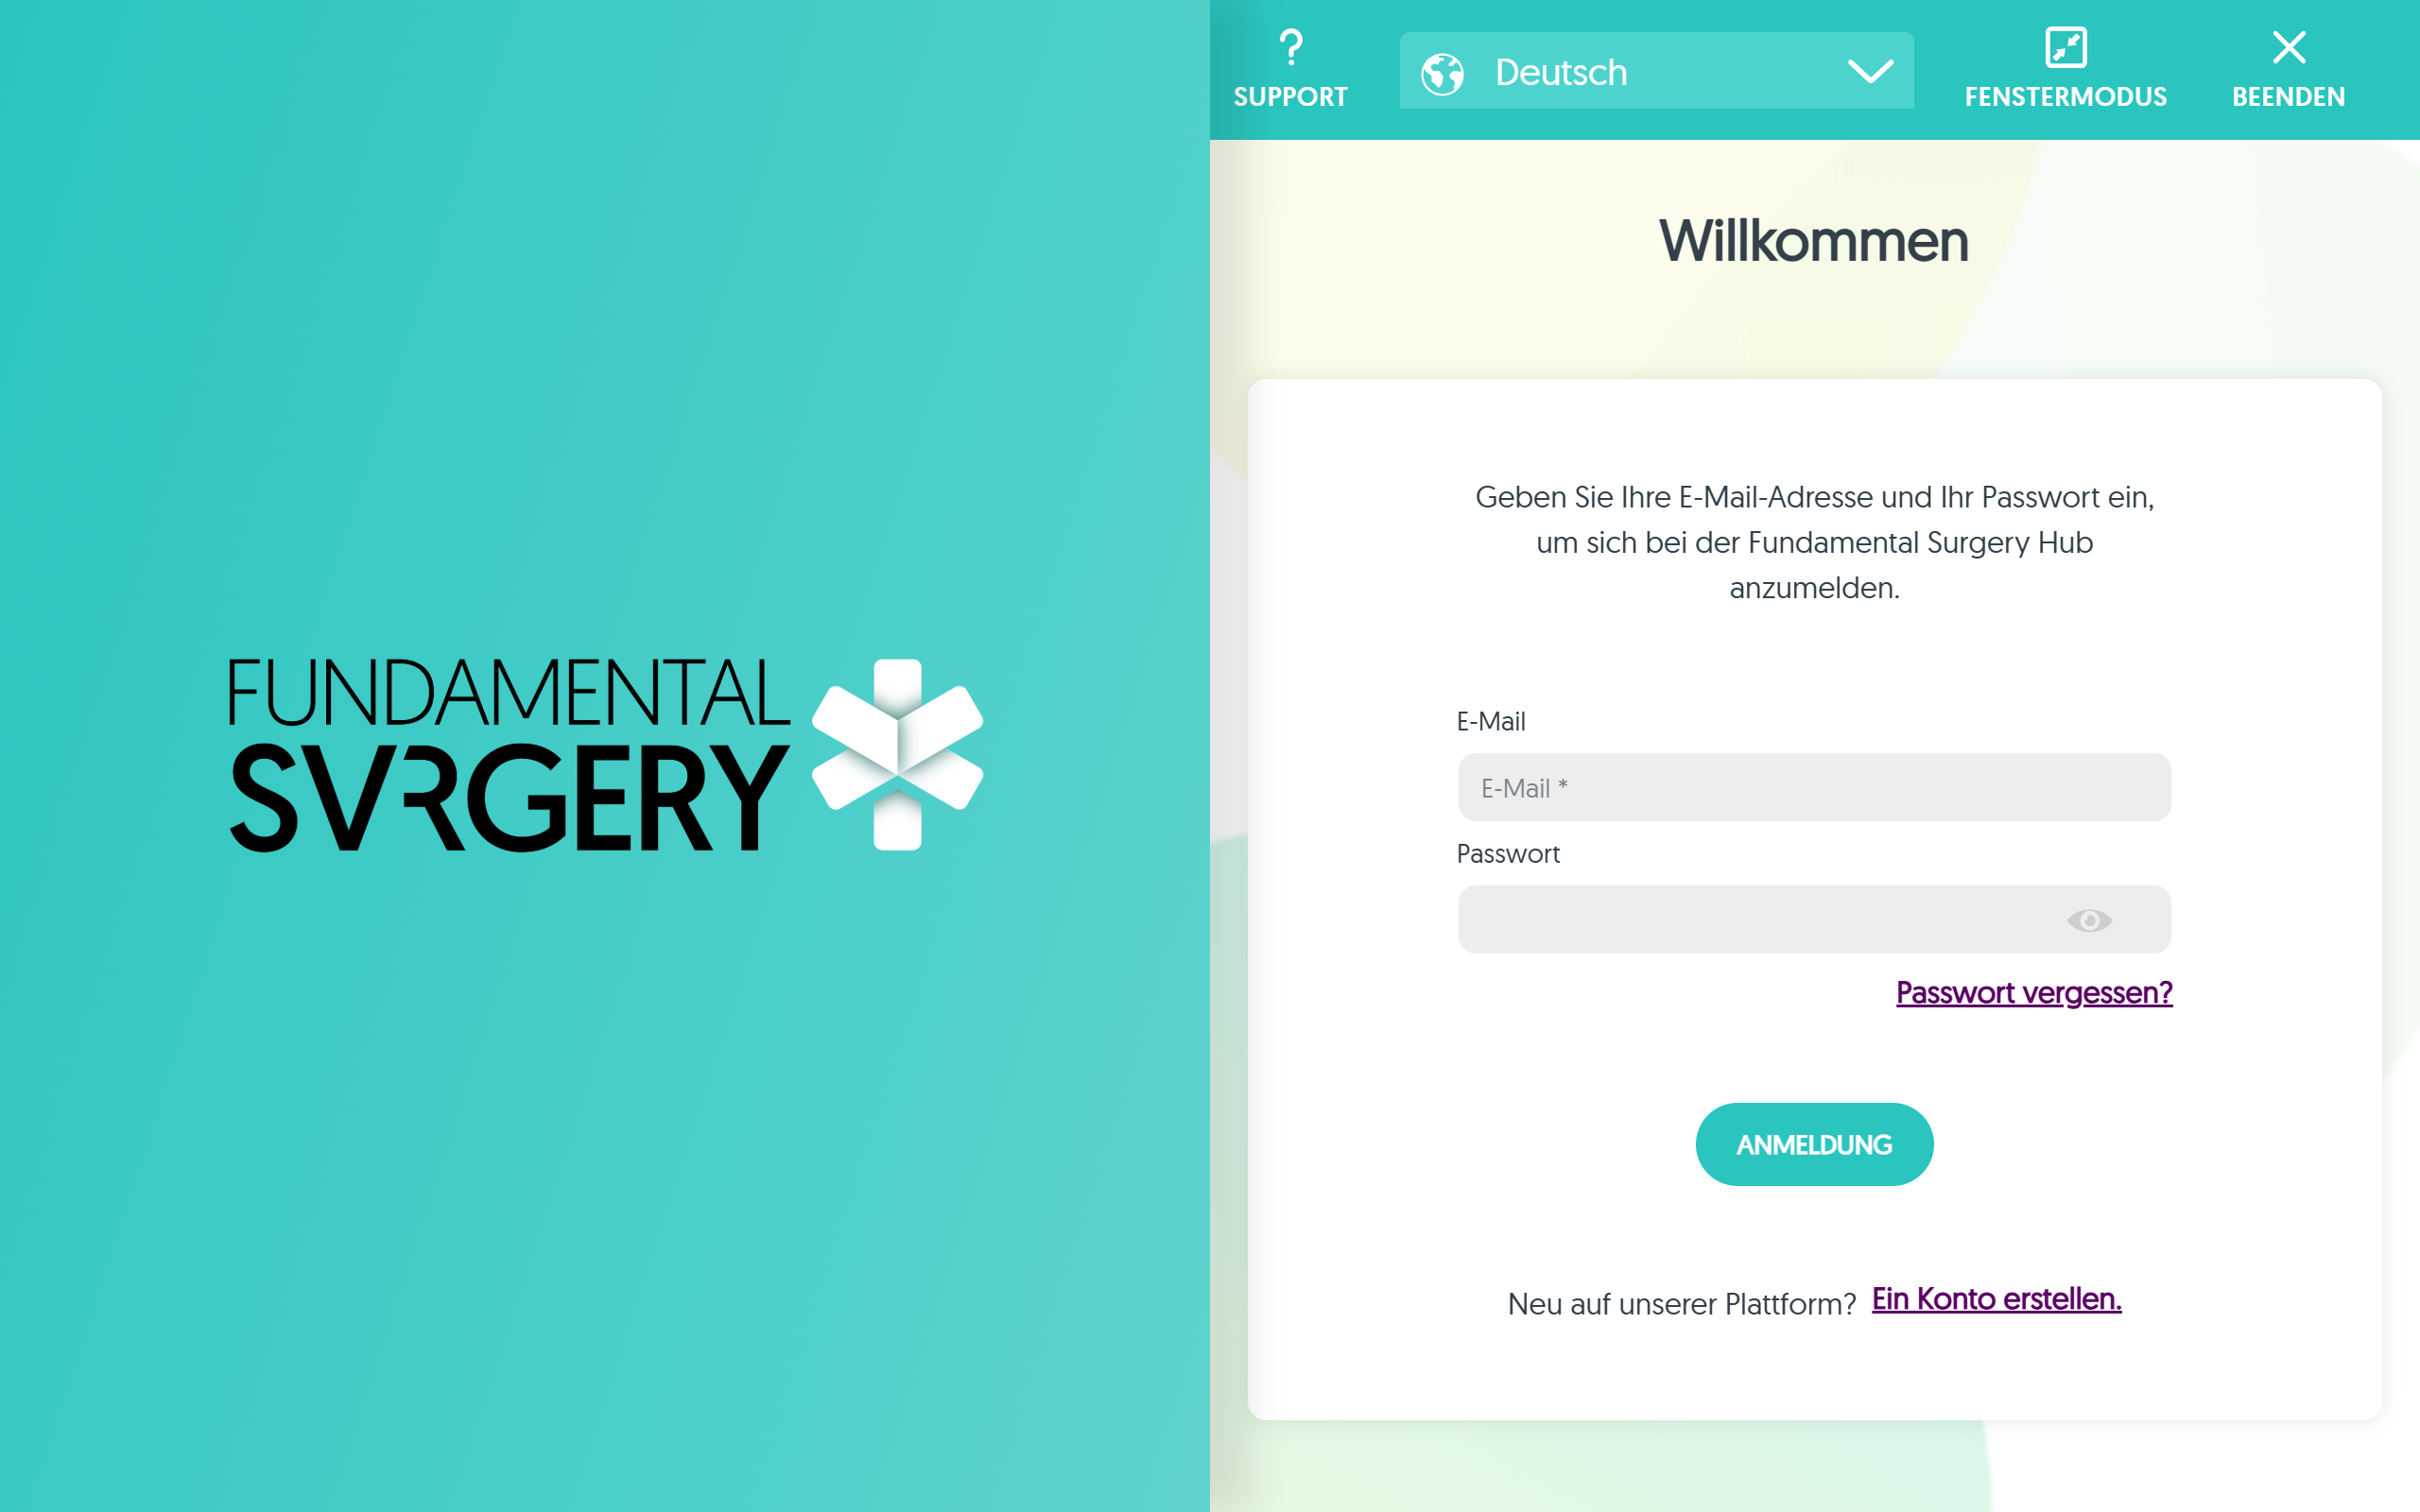 FUNDAMENTAL
SVRGERY
SUPPORT
Deutsch
FENSTERMODUS
BEENDEN
Willkommen
Geben Sie Ihre E-Mail-Adresse und Ihr Passwort ein,
um sich bei der Fundamental Surgery Hub
anzumelden.
E-Mail
E-Mail *
Passwort
Passwort vergessen?
ANMELDUNG
Neu auf unserer Plattform? Ein Konto erstellen.